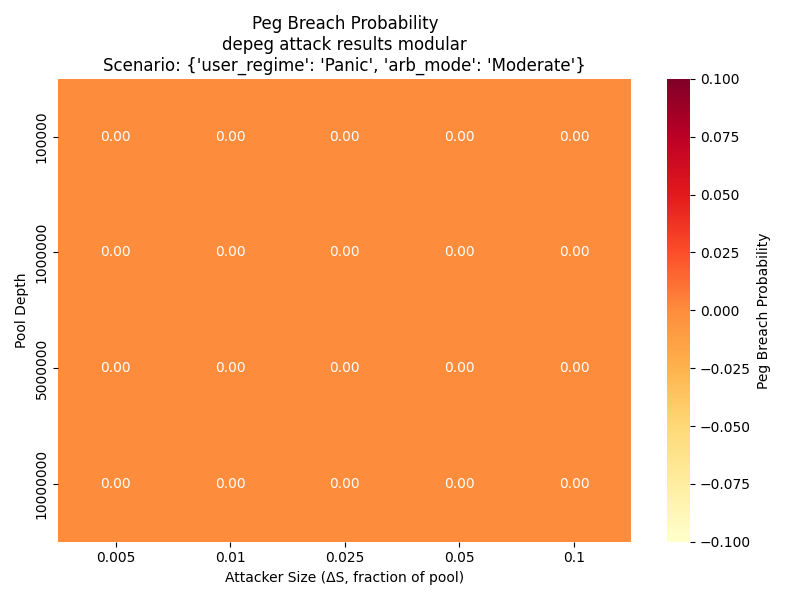 Peg Breach Probability
depeg attack results modular
Scenario: {'user_regime': 'Panic', 'arb_mode': 'Moderate'}
Pool Depth
100000
0.00 0.00 0.00 0.00 0.00
1000000
0.00 0.00 0.00 0.00 0.00
5000000
0.00 0.00 0.00 0.00 0.00
10000000
0.00 0.00 0.00 0.00 0.00
0.005 0.01 0.025 0.05 0.1
Attacker Size (ΔS, fraction of pool)
0.100
0.075
0.050
0.025
0.000
−0.025
−0.050
−0.075
−0.100
Peg Breach Probability